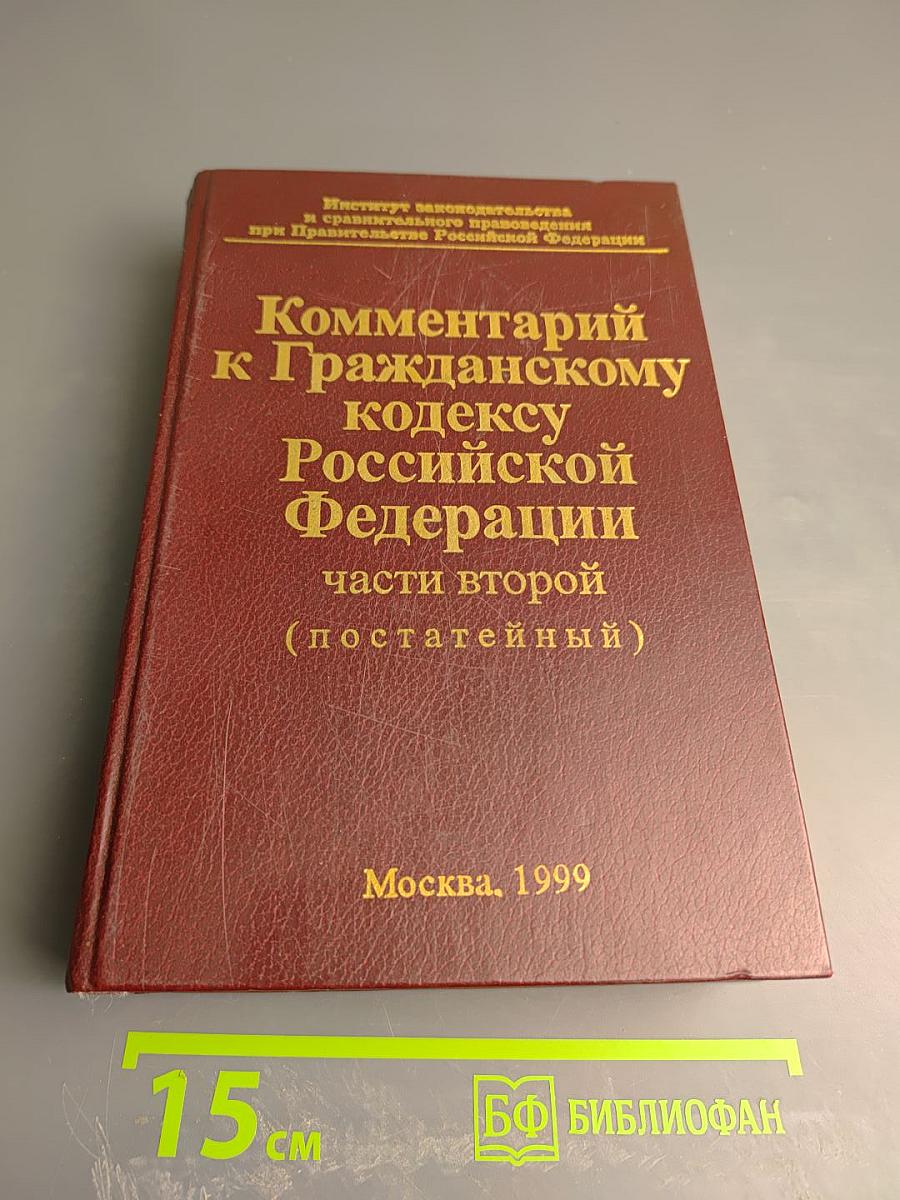 Институт законодательства
и сравнительного правоведения
при Правительстве Российской Федерации
Комментарий
к Гражданскому
кодексу
Российской
Федерации
части второй
(постатейный)
Москва, 1999
15 см
БФ БИБЛИОФАН